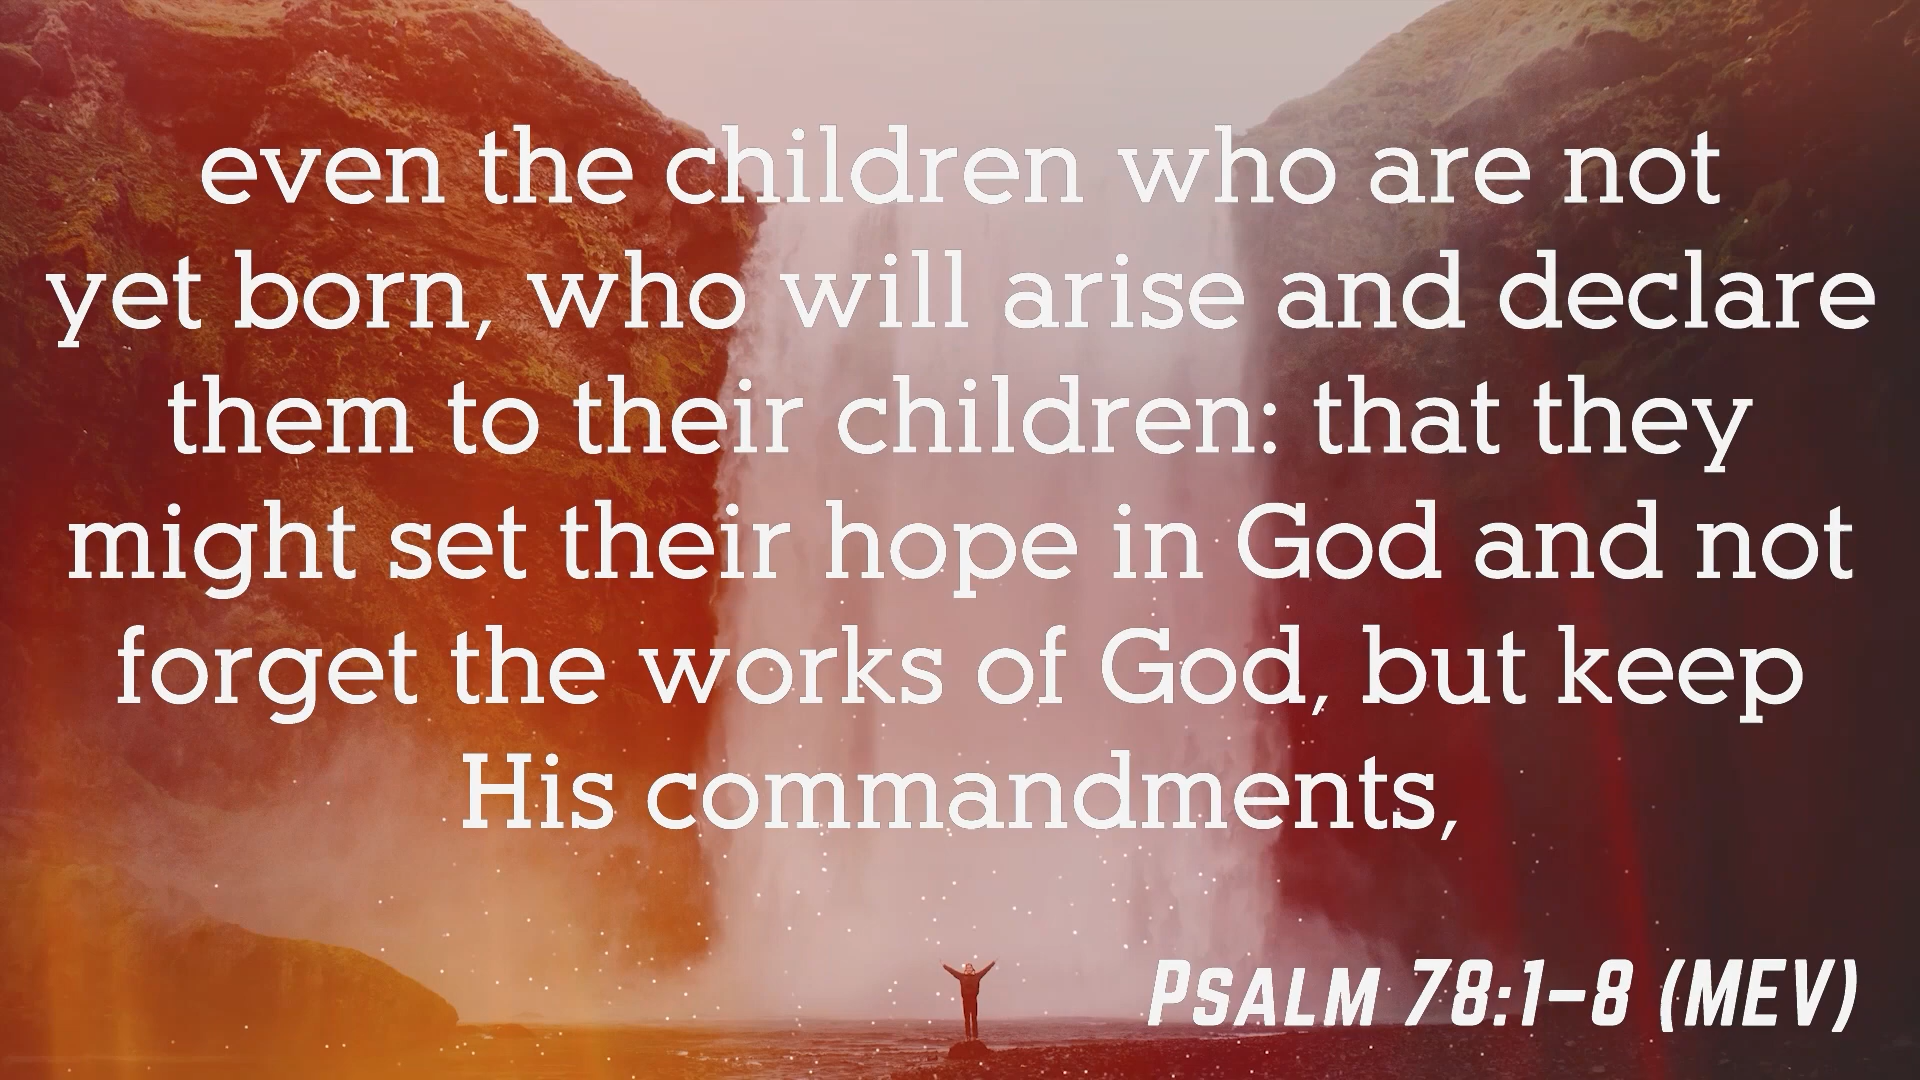 even the children who are not
yet born, who will arise and declare
them to their children: that they
might set their hope in God and not
forget the works of God, but keep
His commandments,
Psalm 78:1-8 (MEV)